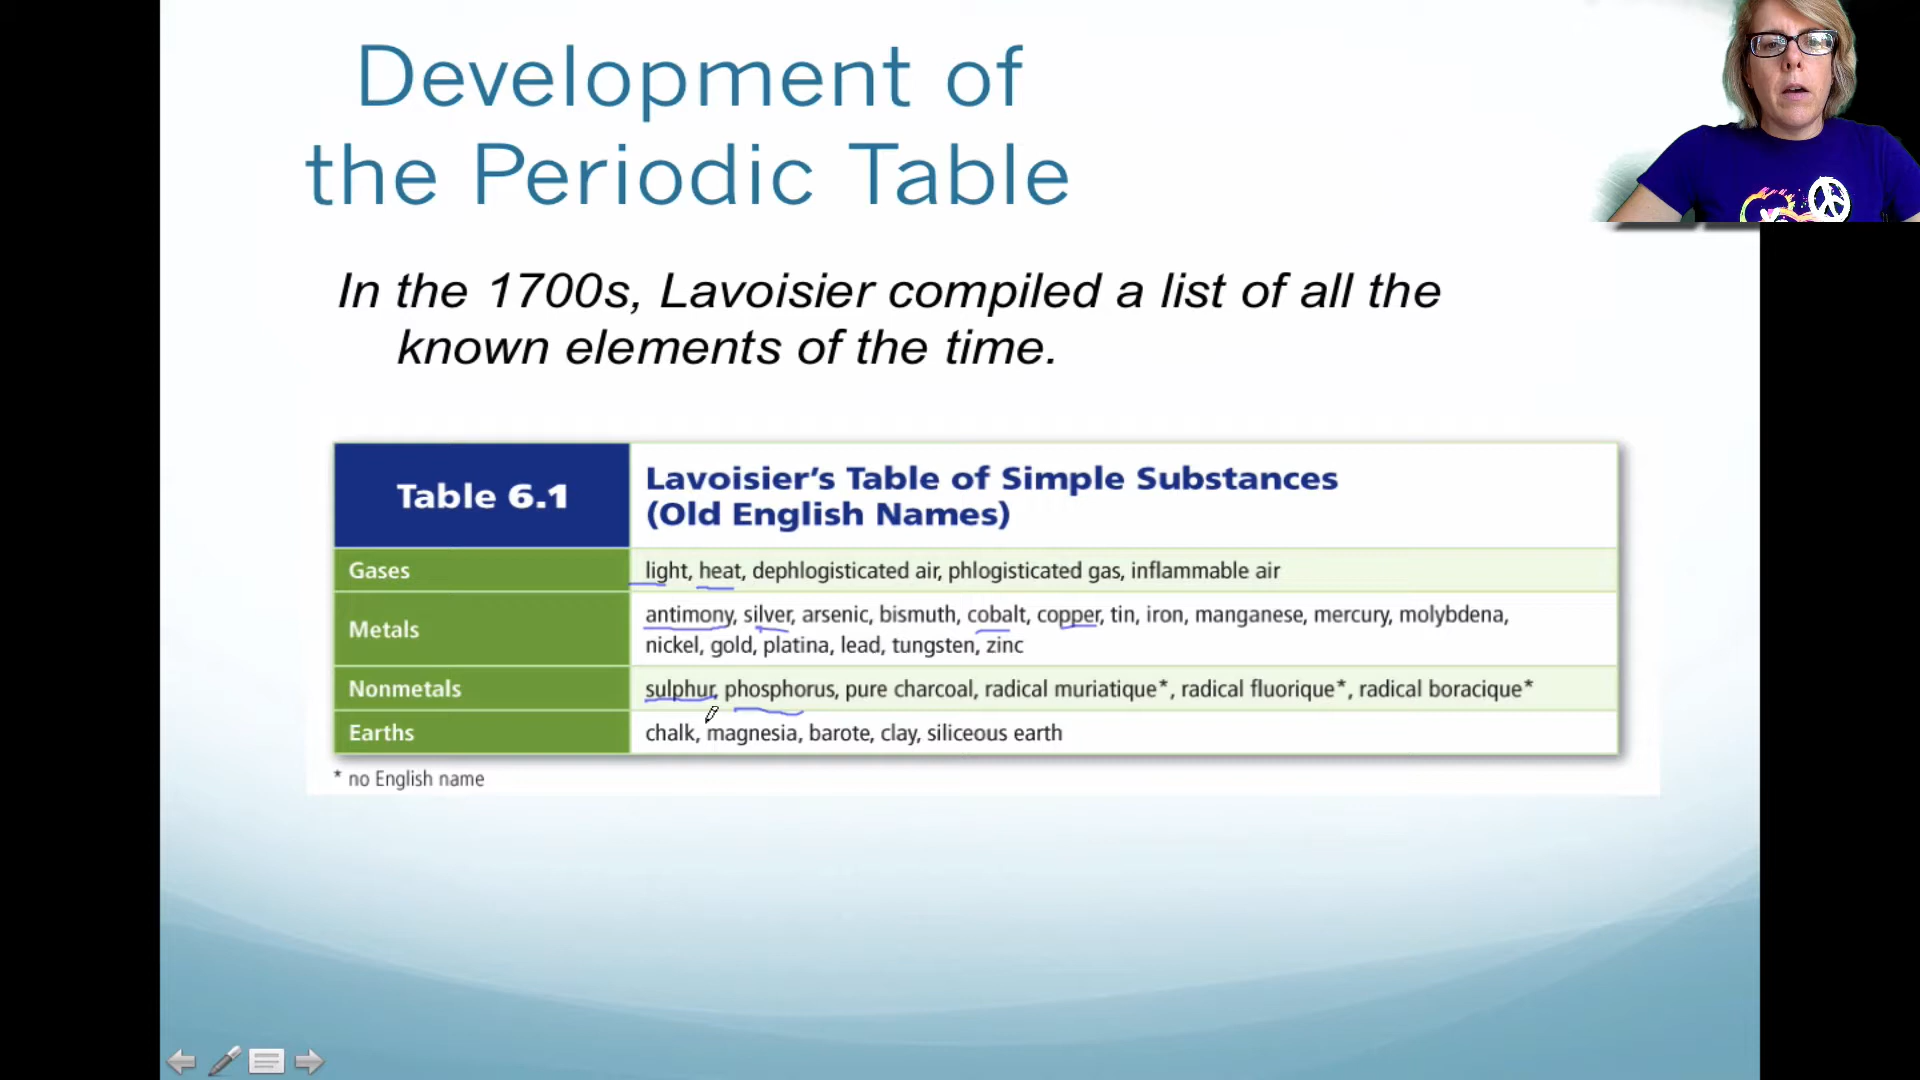 Development of
the Periodic Table
In the 1700s, Lavoisier compiled a list of all the
known elements of the time.
Table 6.1
Lavoisier's Table of Simple Substances
(Old English Names)
Gases
light, heat, dephlogisticated air, phlogisticated gas, inflammable air
Metals
antimony, silver, arsenic, bismuth, cobalt, copper, tin, iron, manganese, mercury, molybdena,
nickel, gold, platina, lead, tungsten, zinc
Nonmetals
sulphur, phosphorus, pure charcoal, radical muriatique*, radical fluorique*, radical boracique*
Earths
chalk, magnesia, barote, clay, siliceous earth
* no English name